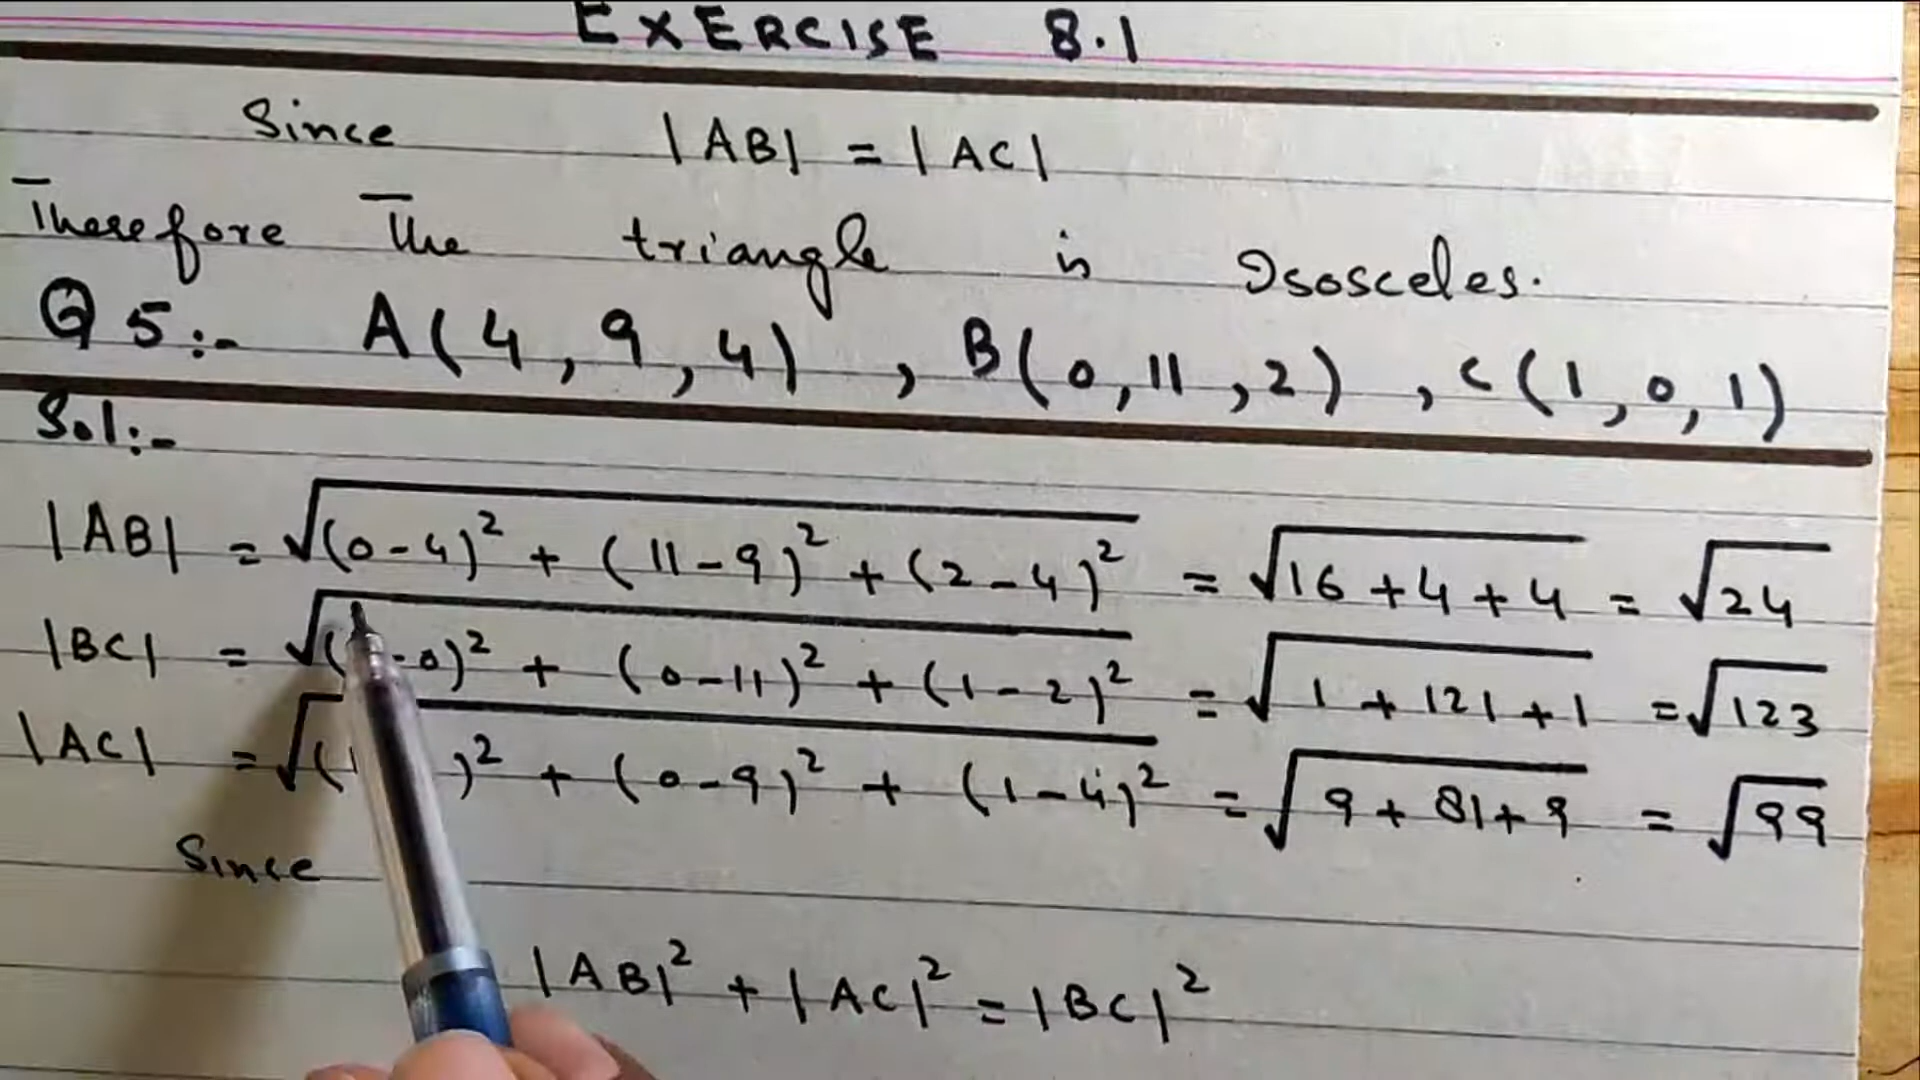 EXERCISE 8.1
Since |AB| = |AC|
Therefore The triangle is Isosceles.
Q5:- A(4,9,4), B(0,11,2), C(1,0,1)
Sol:-
|AB| = √(0-4)² + (11-9)² + (2-4)² = √16+4+4 = √24
|BC| = √( -0)² + (0-11)² + (1-2)² = √1+121+1 = √123
|AC| = √(1 )² + (0-9)² + (1-4)² = √9+81+9 = √99
Since
|AB|² + |AC|² = |BC|²